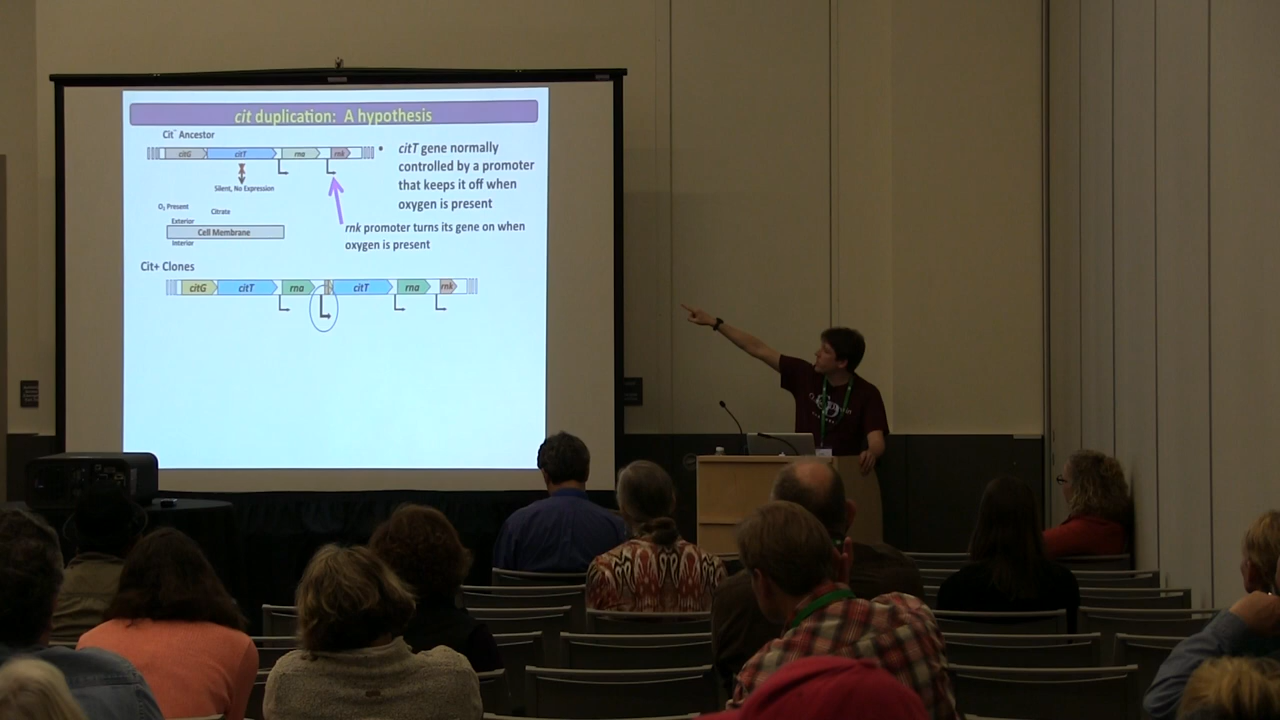 cit duplication: A hypothesis
Cit⁻ Ancestor
citG citT rna rnk
Silent, No Expression
• citT gene normally
controlled by a promoter
that keeps it off when
oxygen is present
O₂ Present
Citrate
Exterior
Cell Membrane
Interior
rnk promoter turns its gene on when
oxygen is present
Cit+ Clones
citG citT rna citT rna rnk